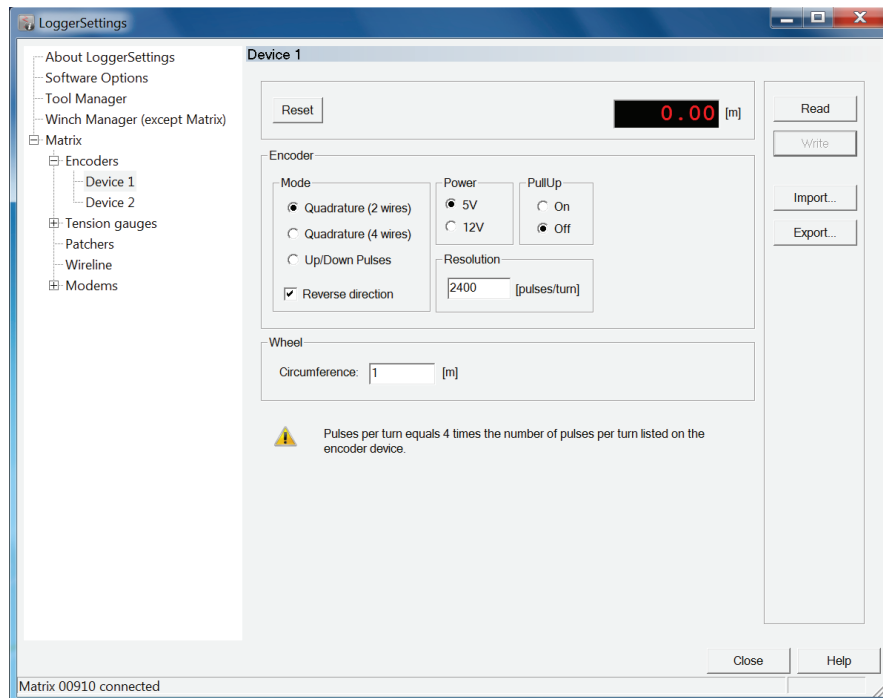 LoggerSettings
About LoggerSettings
Software Options
Tool Manager
Winch Manager (except Matrix)
Matrix
Encoders
Device 1
Device 2
Tension gauges
Patchers
Wireline
Modems
Device 1
Reset
0.00 [m]
Encoder
Mode
Quadrature (2 wires)
Quadrature (4 wires)
Up/Down Pulses
Reverse direction
Power
5V
12V
PullUp
On
Off
Resolution
2400 [pulses/turn]
Wheel
Circumference: 1 [m]
Pulses per turn equals 4 times the number of pulses per turn listed on the
encoder device.
Read
Write
Import...
Export...
Close Help
Matrix 00910 connected